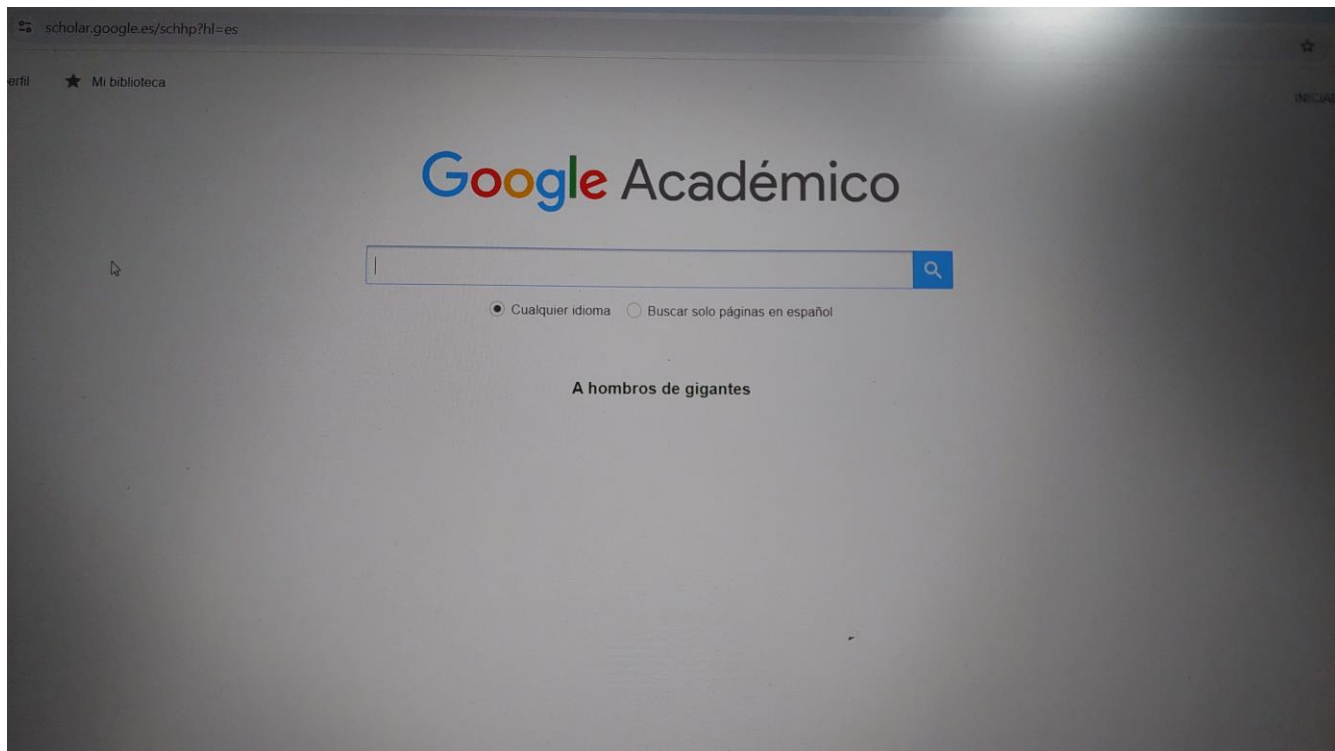 scholar.google.es/schhp?hl=es
erfil Mi biblioteca
INICIA
Google Académico
Cualquier idioma Buscar solo páginas en español
A hombros de gigantes